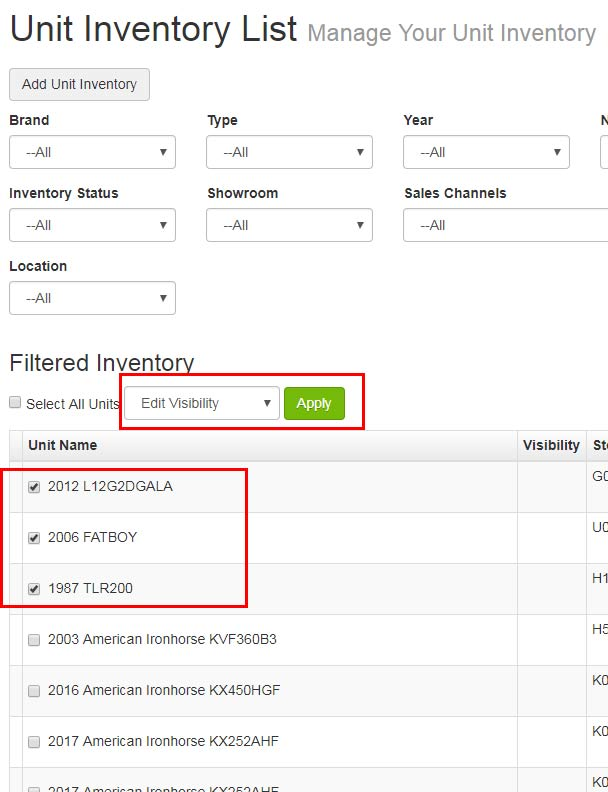 Unit Inventory List Manage Your Unit Inventory
Add Unit Inventory
Brand Type Year N
--All --All --All
Inventory Status Showroom Sales Channels
--All --All --All
Location
--All
Filtered Inventory
Select All Units Edit Visibility Apply
Unit Name Visibility Sto
2012 L12G2DGALA G0
2006 FATBOY U0
1987 TLR200 H1
2003 American Ironhorse KVF360B3 H5
2016 American Ironhorse KX450HGF K0
2017 American Ironhorse KX252AHF K0
2017 American Ironhorse KX252AHF K0